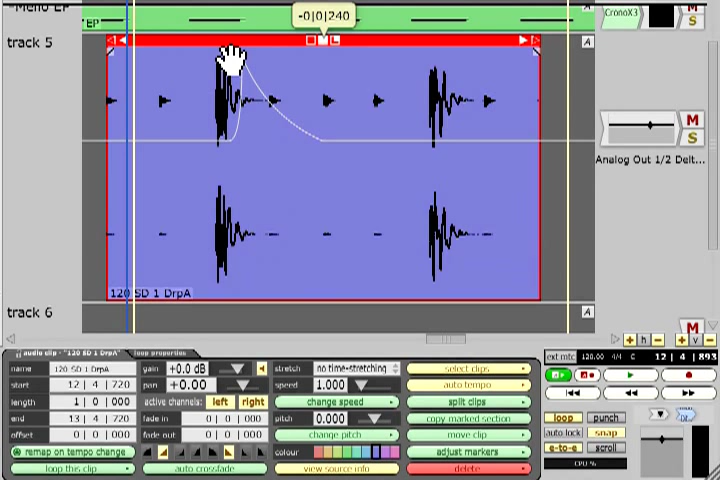 Meno EP
EP
-0|0|240
CronoX3
M
S
track 5
A
M
S
Analog Out 1/2 Delt...
120 SD 1 DrpA
track 6
A
M
+ h − + v −
audio clip - "120 SD 1 DrpA" loop properties
name 120 SD 1 DrpA gain +0.0 dB stretch no time-stretching select clips
start 12| 4 | 720 pan +0.00 speed 1.000 auto tempo
length 1| 0 | 000 active channels: left right change speed split clips
end 13| 4 | 720 fade in 0| 0| 000 pitch 0.000 copy marked section
offset 0| 0 | 000 fade out 0| 0| 000 change pitch move clip
remap on tempo change colour adjust markers
loop this clip auto crossfade view source info delete
ext mtc 120.00 4/4 C 12| 4 | 893
loop punch
auto lock snap
e-to-e scroll
CPU %